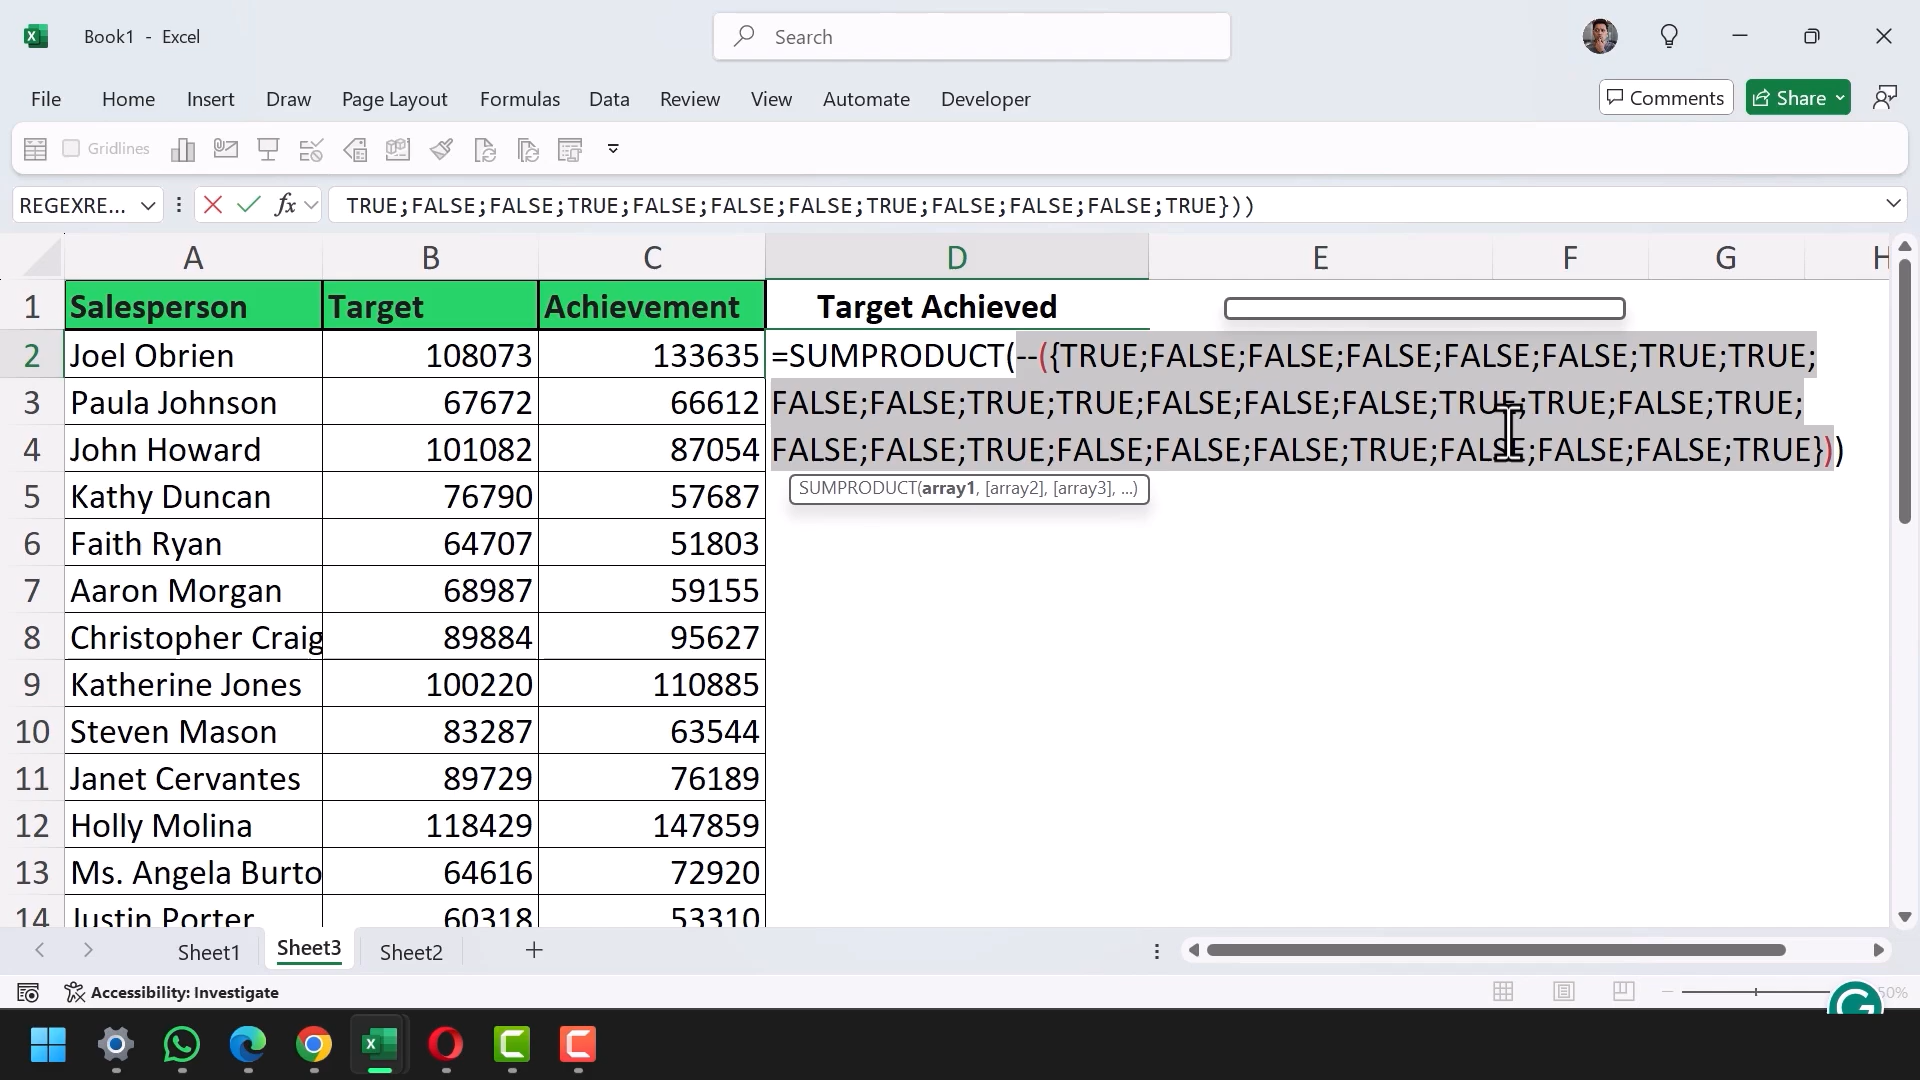 Book1 - Excel
Search
File Home Insert Draw Page Layout Formulas Data Review View Automate Developer
Comments Share
Gridlines
REGEXRE... fx TRUE;FALSE;FALSE;TRUE;FALSE;FALSE;FALSE;TRUE;FALSE;FALSE;FALSE;TRUE}))
A B C D E F G H
1 Salesperson Target Achievement Target Achieved
2 Joel Obrien 108073 133635 =SUMPRODUCT(--({TRUE;FALSE;FALSE;FALSE;FALSE;FALSE;TRUE;TRUE;
3 Paula Johnson 67672 66612 FALSE;FALSE;TRUE;TRUE;FALSE;FALSE;FALSE;TRUE;TRUE;FALSE;TRUE;
4 John Howard 101082 87054 FALSE;FALSE;TRUE;FALSE;FALSE;FALSE;TRUE;FALSE;FALSE;FALSE;TRUE}))
SUMPRODUCT(array1, [array2], [array3], ...)
5 Kathy Duncan 76790 57687
6 Faith Ryan 64707 51803
7 Aaron Morgan 68987 59155
8 Christopher Craig 89884 95627
9 Katherine Jones 100220 110885
10 Steven Mason 83287 63544
11 Janet Cervantes 89729 76189
12 Holly Molina 118429 147859
13 Ms. Angela Burto 64616 72920
14 Justin Porter 60318 53310
Sheet1 Sheet3 Sheet2
Accessibility: Investigate
50%